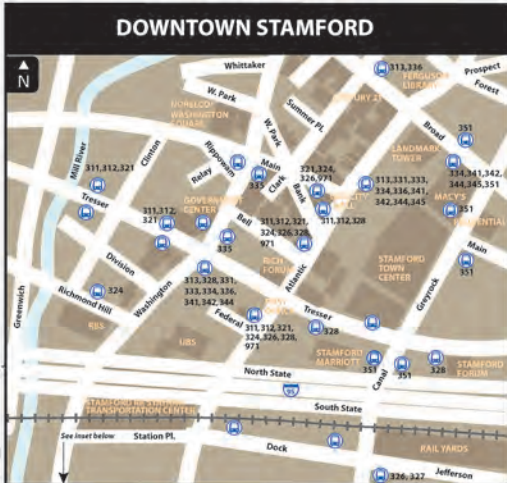 DOWNTOWN STAMFORD
N
Whittaker
313,336
Prospect
FERGUSON
LIBRARY
Forest
W. Park
NORELCO
WASHINGTON
SQUARE
Summer Pl.
W. Park
Broad
351
LANDMARK
TOWER
Mill River
Clinton
Rippowam
Main
334,341,342,
344,345,351
311,312,321
Relay
335
Clark
Bank
321,324,
326,971
313,331,333,
334,336,341,
342,344,345
MACY'S
351
Tresser
GOVERNMENT
CENTER
311,312,
321
Bell
311,312,321,
324,326,328,
971
311,312,328
335
Main
RICH FORUM
Atlantic
STAMFORD
TOWN
CENTER
351
Division
Washington
313,328,331,
333,334,336,
341,342,344
Greyrock
Greenwich
Richmond Hill
324
RBS
Federal
Tresser
311,312,321,
324,326,328,
971
328
UBS
STAMFORD
MARRIOTT
351
Canal
351
328
STAMFORD
FORUM
North State
95
South State
TRANSPORTATION CENTER
See inset below
Station Pl.
Dock
RAIL YARDS
Jefferson
326, 327